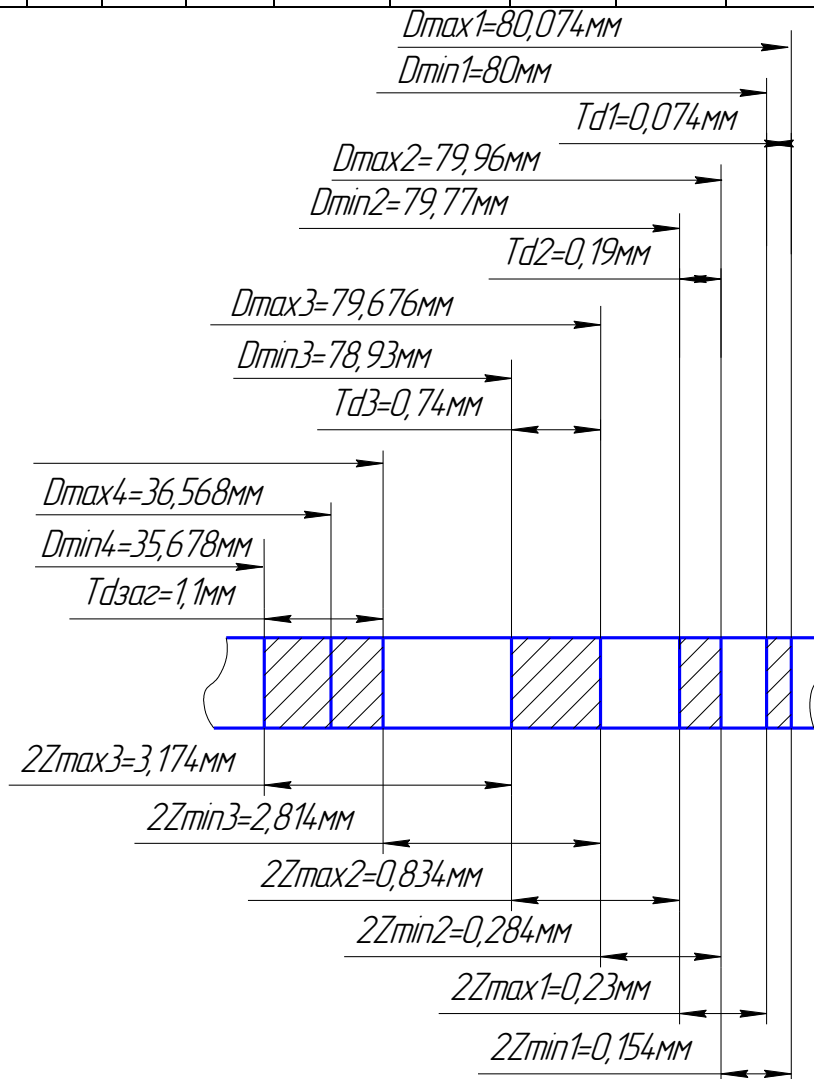 Dmax1=80,074мм
Dmin1=80мм
Td1=0,074мм
Dmax2=79,96мм
Dmin2=79,77мм
Td2=0,19мм
Dmax3=79,676мм
Dmin3=78,93мм
Td3=0,74мм
Dmax4=36,568мм
Dmin4=35,678мм
Tdзаг=1,1мм
2Zmax3=3,174мм
2Zmin3=2,814мм
2Zmax2=0,834мм
2Zmin2=0,284мм
2Zmax1=0,23мм
2Zmin1=0,154мм